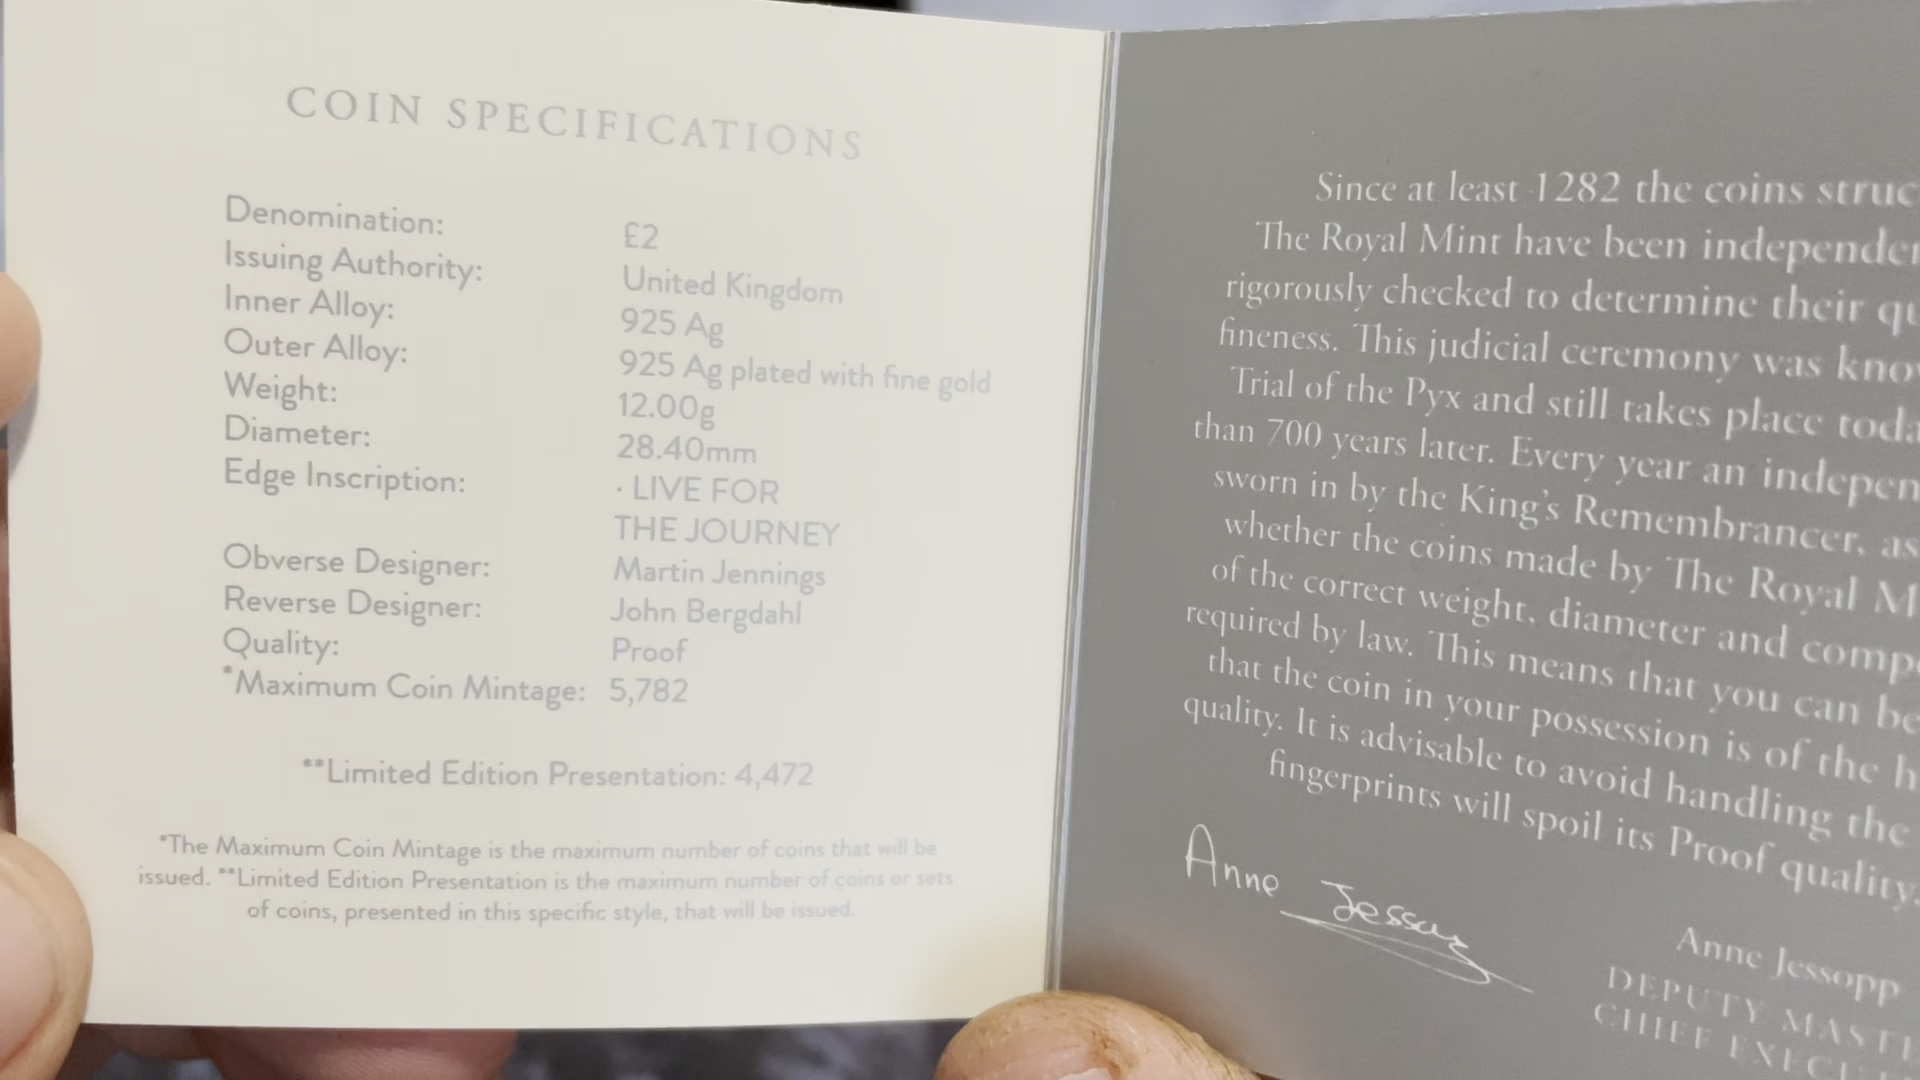 COIN SPECIFICATIONS
Denomination: £2
Issuing Authority: United Kingdom
Inner Alloy: 925 Ag
Outer Alloy: 925 Ag plated with fine gold
Weight: 12.00g
Diameter: 28.40mm
Edge Inscription: · LIVE FOR
THE JOURNEY
Obverse Designer: Martin Jennings
Reverse Designer: John Bergdahl
Quality: Proof
*Maximum Coin Mintage: 5,782
**Limited Edition Presentation: 4,472
*The Maximum Coin Mintage is the maximum number of coins that will be
issued. **Limited Edition Presentation is the maximum number of coins or sets
of coins, presented in this specific style, that will be issued.
Since at least 1282 the coins struc
The Royal Mint have been independen
rigorously checked to determine their qu
fineness. This judicial ceremony was know
Trial of the Pyx and still takes place toda
than 700 years later. Every year an indepen
sworn in by the King's Remembrancer, as
whether the coins made by The Royal M
of the correct weight, diameter and compo
required by law. This means that you can be
that the coin in your possession is of the h
quality. It is advisable to avoid handling the
fingerprints will spoil its Proof quality.
Anne Jessopp
Anne Jessopp
DEPUTY MASTE
CHIEF EXECU